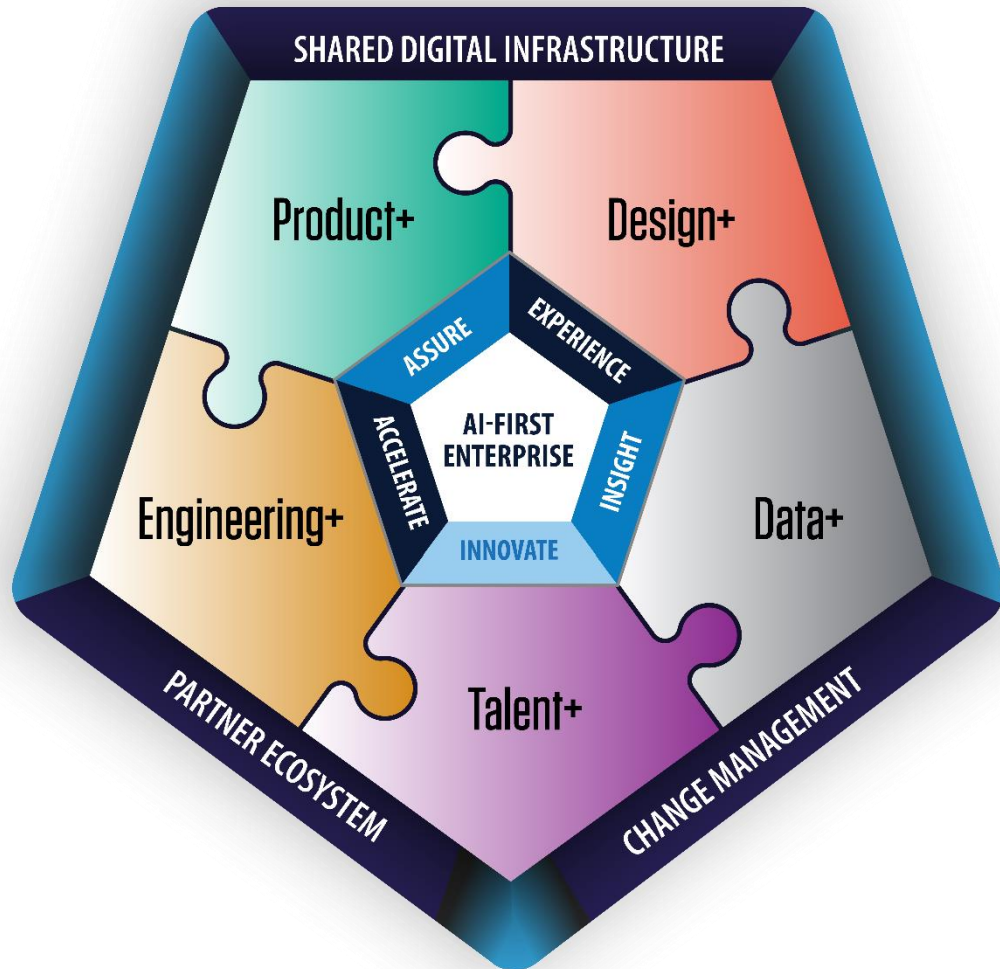 SHARED DIGITAL INFRASTRUCTURE
Product+
Design+
ASSURE
EXPERIENCE
AI-FIRST
ENTERPRISE
ACCELERATE
INSIGHT
INNOVATE
Engineering+
Data+
Talent+
PARTNER ECOSYSTEM
CHANGE MANAGEMENT